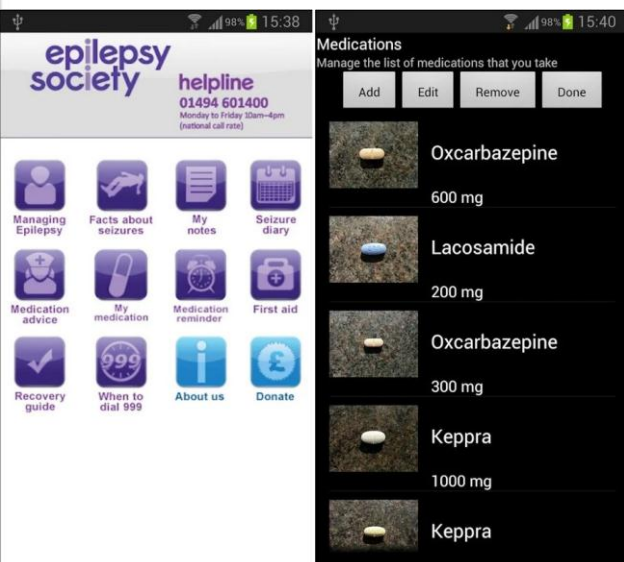 98% 15:38
epilepsy
society
helpline
01494 601400
Monday to Friday 10am–4pm
(national call rate)
Managing
Epilepsy
Facts about
seizures
My
notes
Seizure
diary
Medication
advice
My
medication
Medication
reminder
First aid
Recovery
guide
999
When to
dial 999
About us
Donate
98% 15:40
Medications
Manage the list of medications that you take
Add Edit Remove Done
Oxcarbazepine
600 mg
Lacosamide
200 mg
Oxcarbazepine
300 mg
Keppra
1000 mg
Keppra